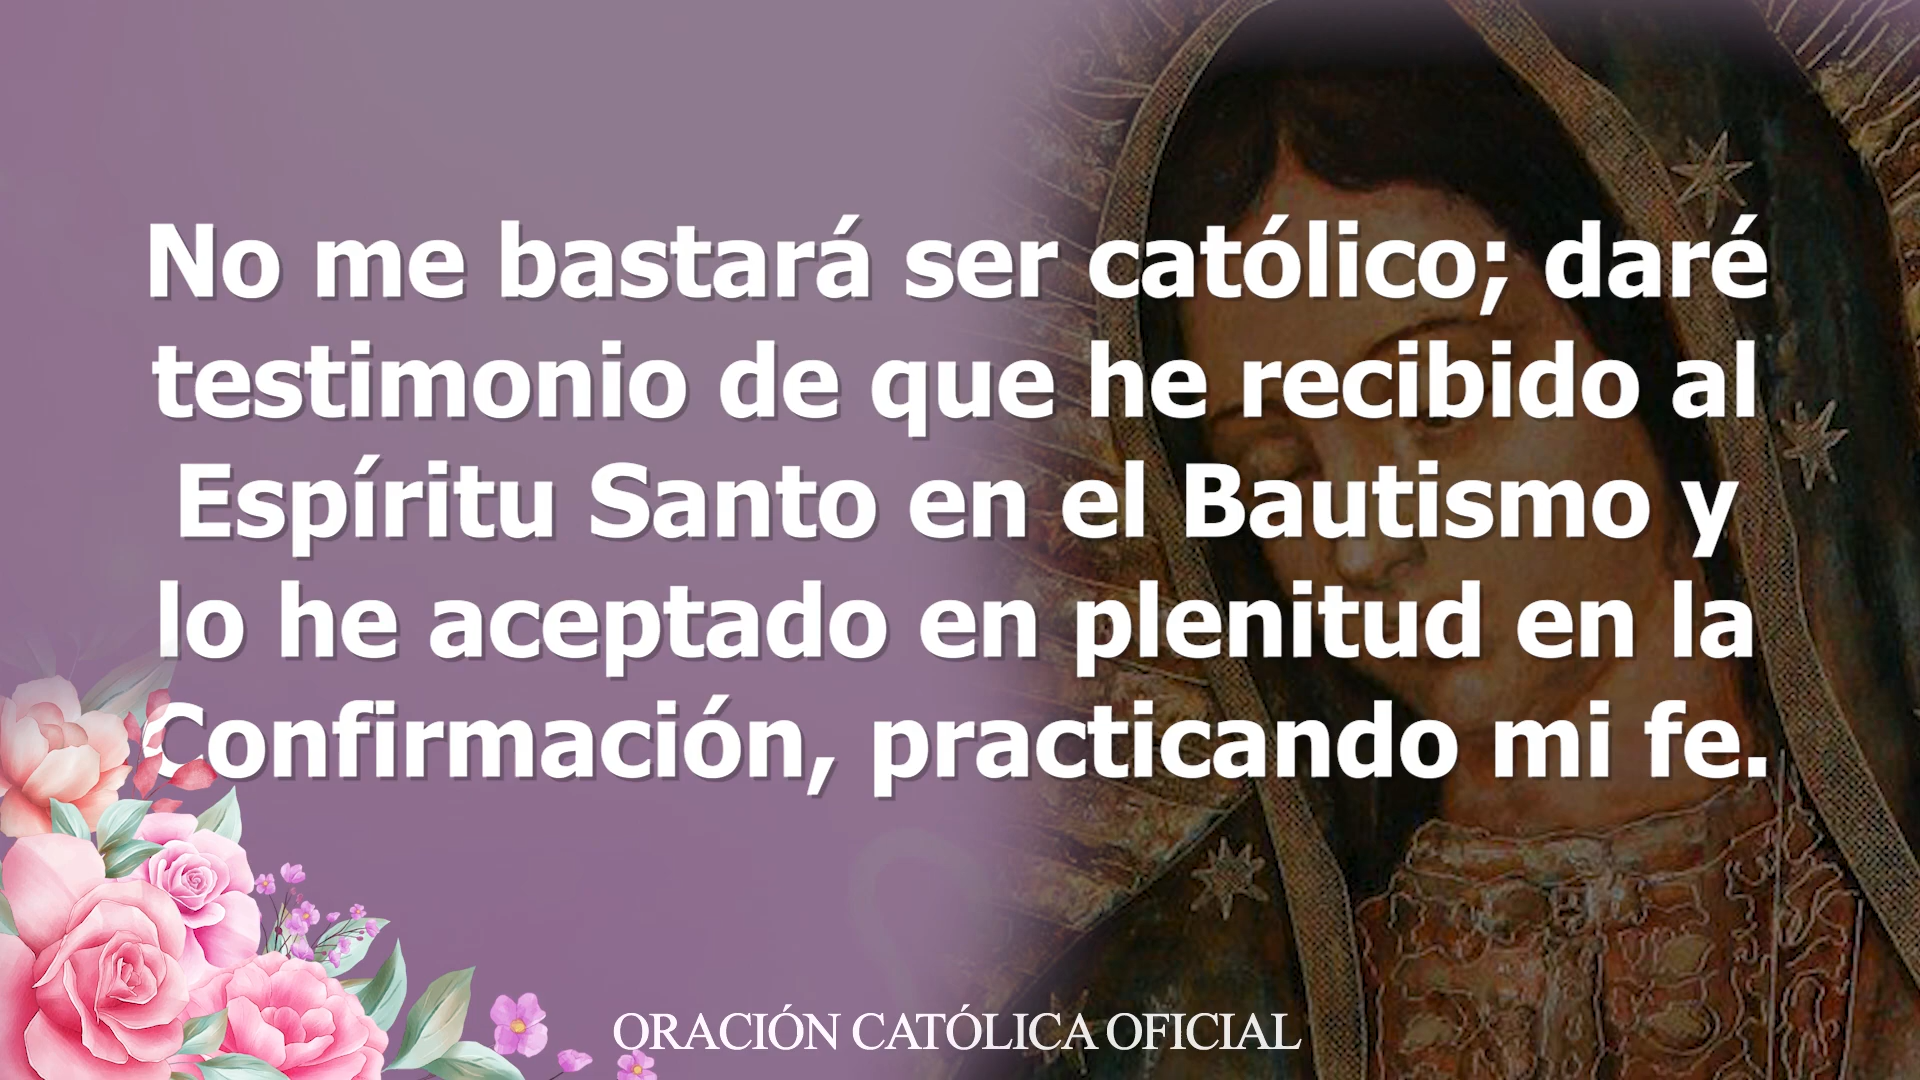 No me bastará ser católico; daré
testimonio de que he recibido al
Espíritu Santo en el Bautismo y
lo he aceptado en plenitud en la
Confirmación, practicando mi fe.
ORACIÓN CATÓLICA OFICIAL